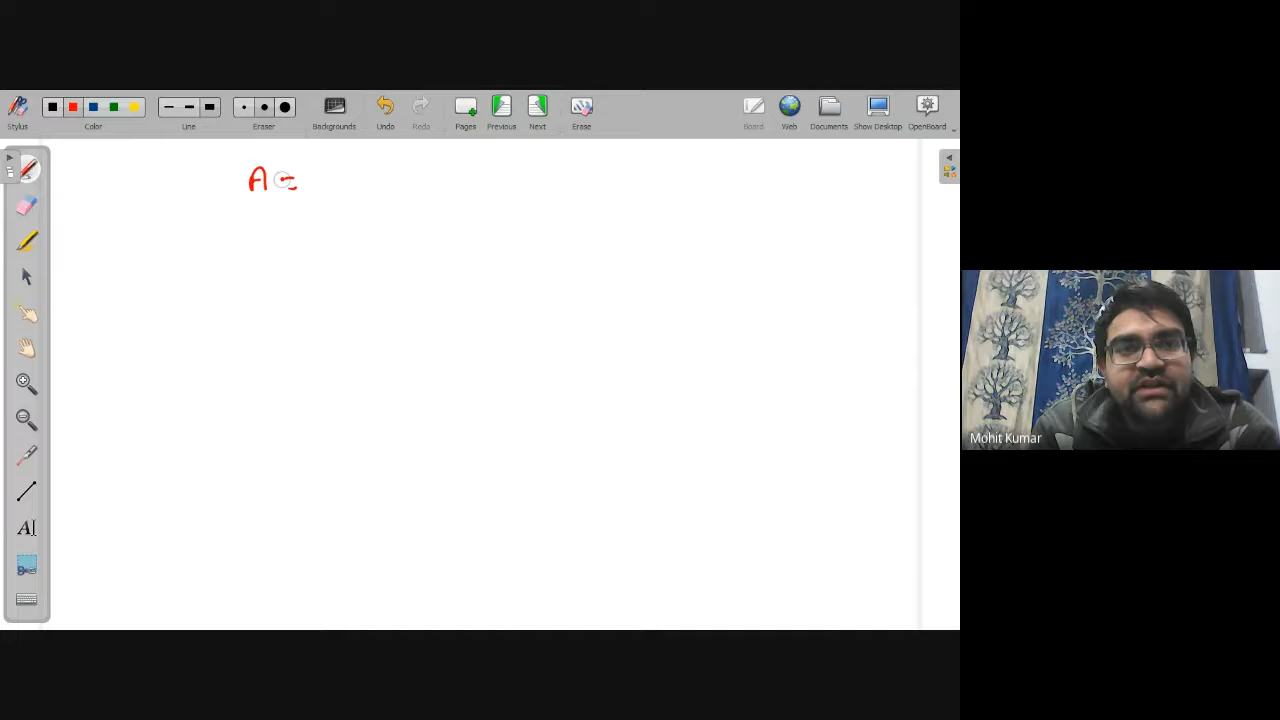 Stylus
Color
Line
Eraser
Backgrounds
Undo
Redo
Pages
Previous
Next
Erase
Board
Web
Documents
Show Desktop
OpenBoard
A =
A
Mohit Kumar